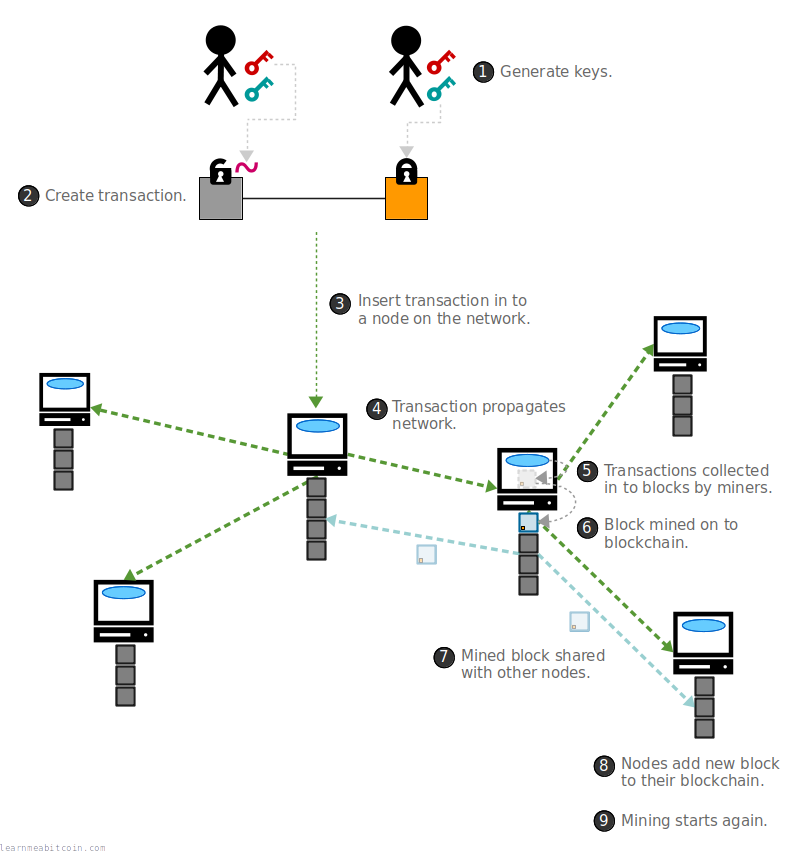 1 Generate keys.
2 Create transaction.
3 Insert transaction in to
a node on the network.
4 Transaction propagates
network.
5 Transactions collected
in to blocks by miners.
6 Block mined on to
blockchain.
7 Mined block shared
with other nodes.
8 Nodes add new block
to their blockchain.
9 Mining starts again.
learnmeabitcoin.com